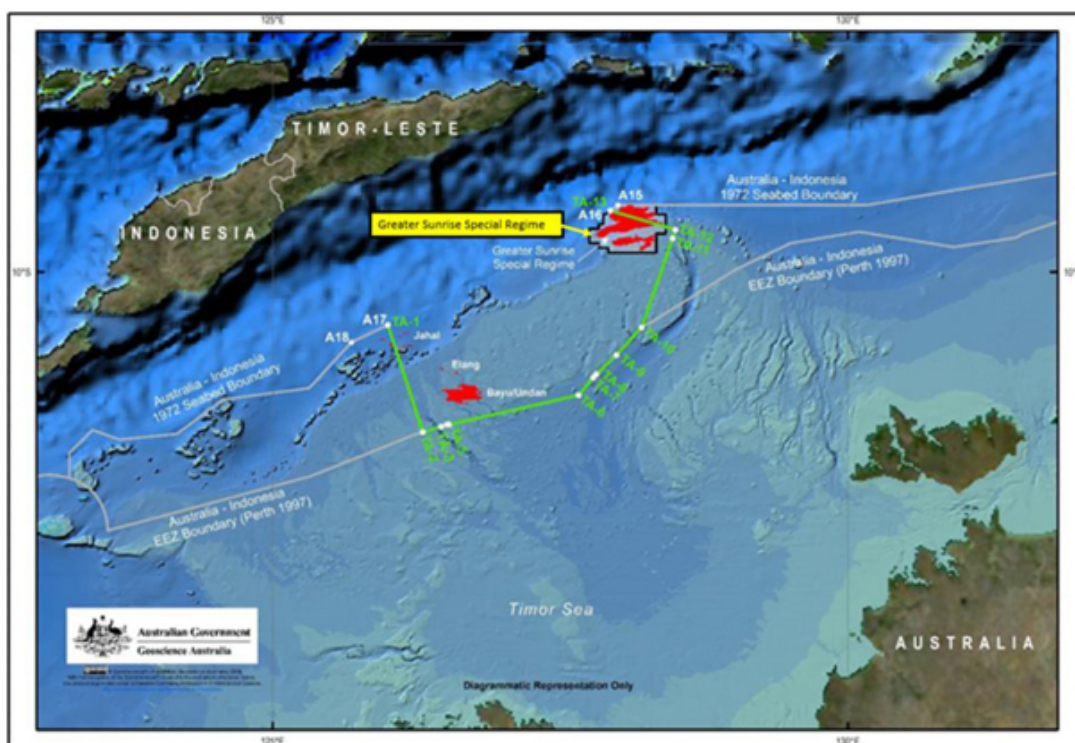 125°E
130°E
TIMOR-LESTE
INDONESIA
Australia - Indonesia
1972 Seabed Boundary
A15
TA-13
A16
Greater Sunrise Special Regime
TA-12
TA-11
Greater Sunrise
Special Regime
Australia - Indonesia
EEZ Boundary (Perth 1997)
10°S
10°S
A17
TA-1
A18
Jahal
TA-10
Elang
TA-9
Bayu/Undan
TA-7
TA-6
Australia - Indonesia
1972 Seabed Boundary
Australia - Indonesia
EEZ Boundary (Perth 1997)
Timor Sea
AUSTRALIA
Australian Government
Geoscience Australia
Diagrammatic Representation Only
130°E